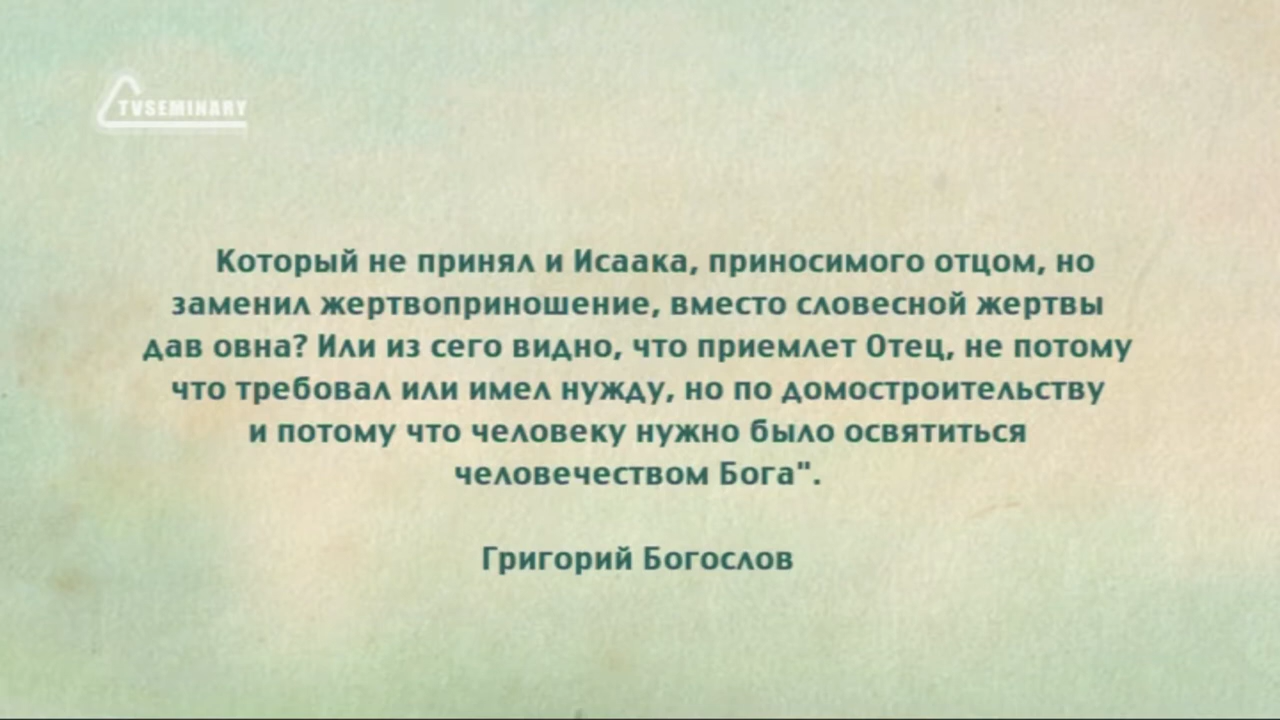 TVSEMINARY
Который не принял и Исаака, приносимого отцом, но
заменил жертвоприношение, вместо словесной жертвы
дав овна? Или из сего видно, что приемлет Отец, не потому
что требовал или имел нужду, но по домостроительству
и потому что человеку нужно было освятиться
человечеством Бога".
Григорий Богослов